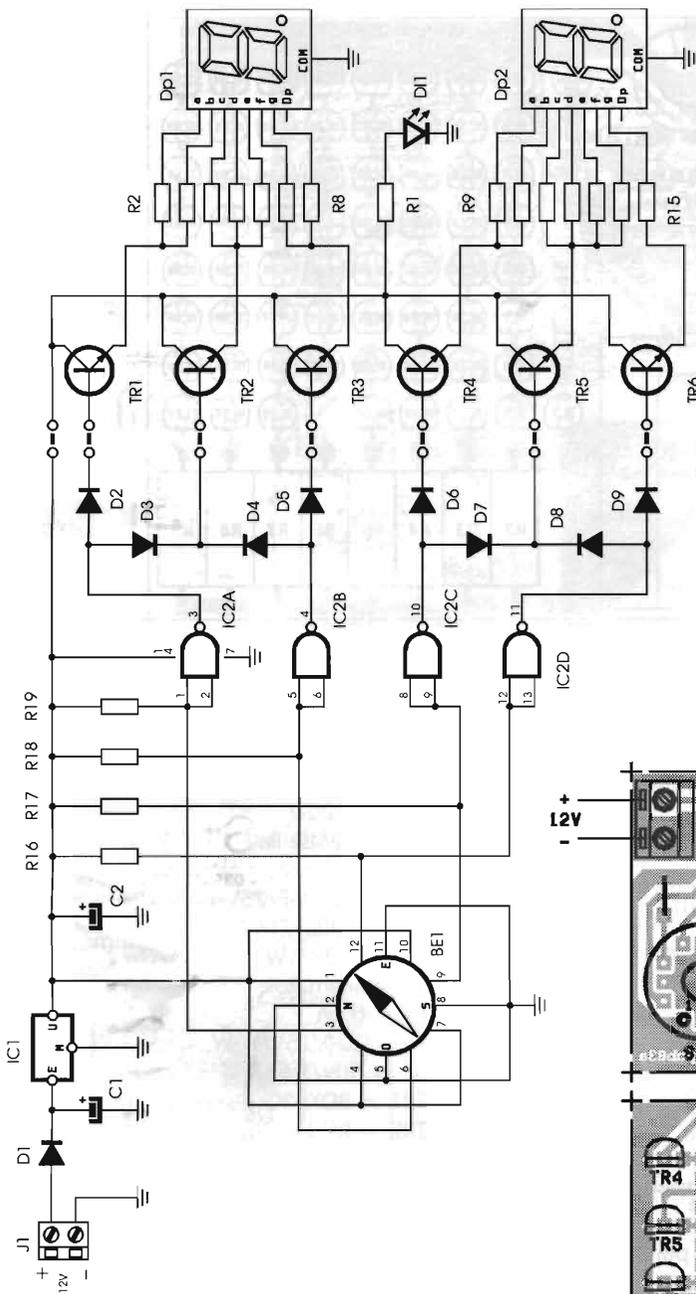 J1
+
12V
-
D1
C1
IC1
E
U
M
C2
R16
R17
R18
R19
BE1
N
E
S
O
1
2
3
4
5
6
7
8
9
10
11
12
14
7
1
2
3
IC2A
5
6
4
IC2B
8
9
10
IC2C
12
13
11
IC2D
D2
D3
D4
D5
D6
D7
D8
D9
TR1
TR2
TR3
TR4
TR5
TR6
R2
R8
R1
R9
R15
Dl1
Dp1
a
b
c
d
e
f
g
Dp
COM
Dp2
a
b
c
d
e
f
g
Dp
COM
+
12V
-
TR4
TR5